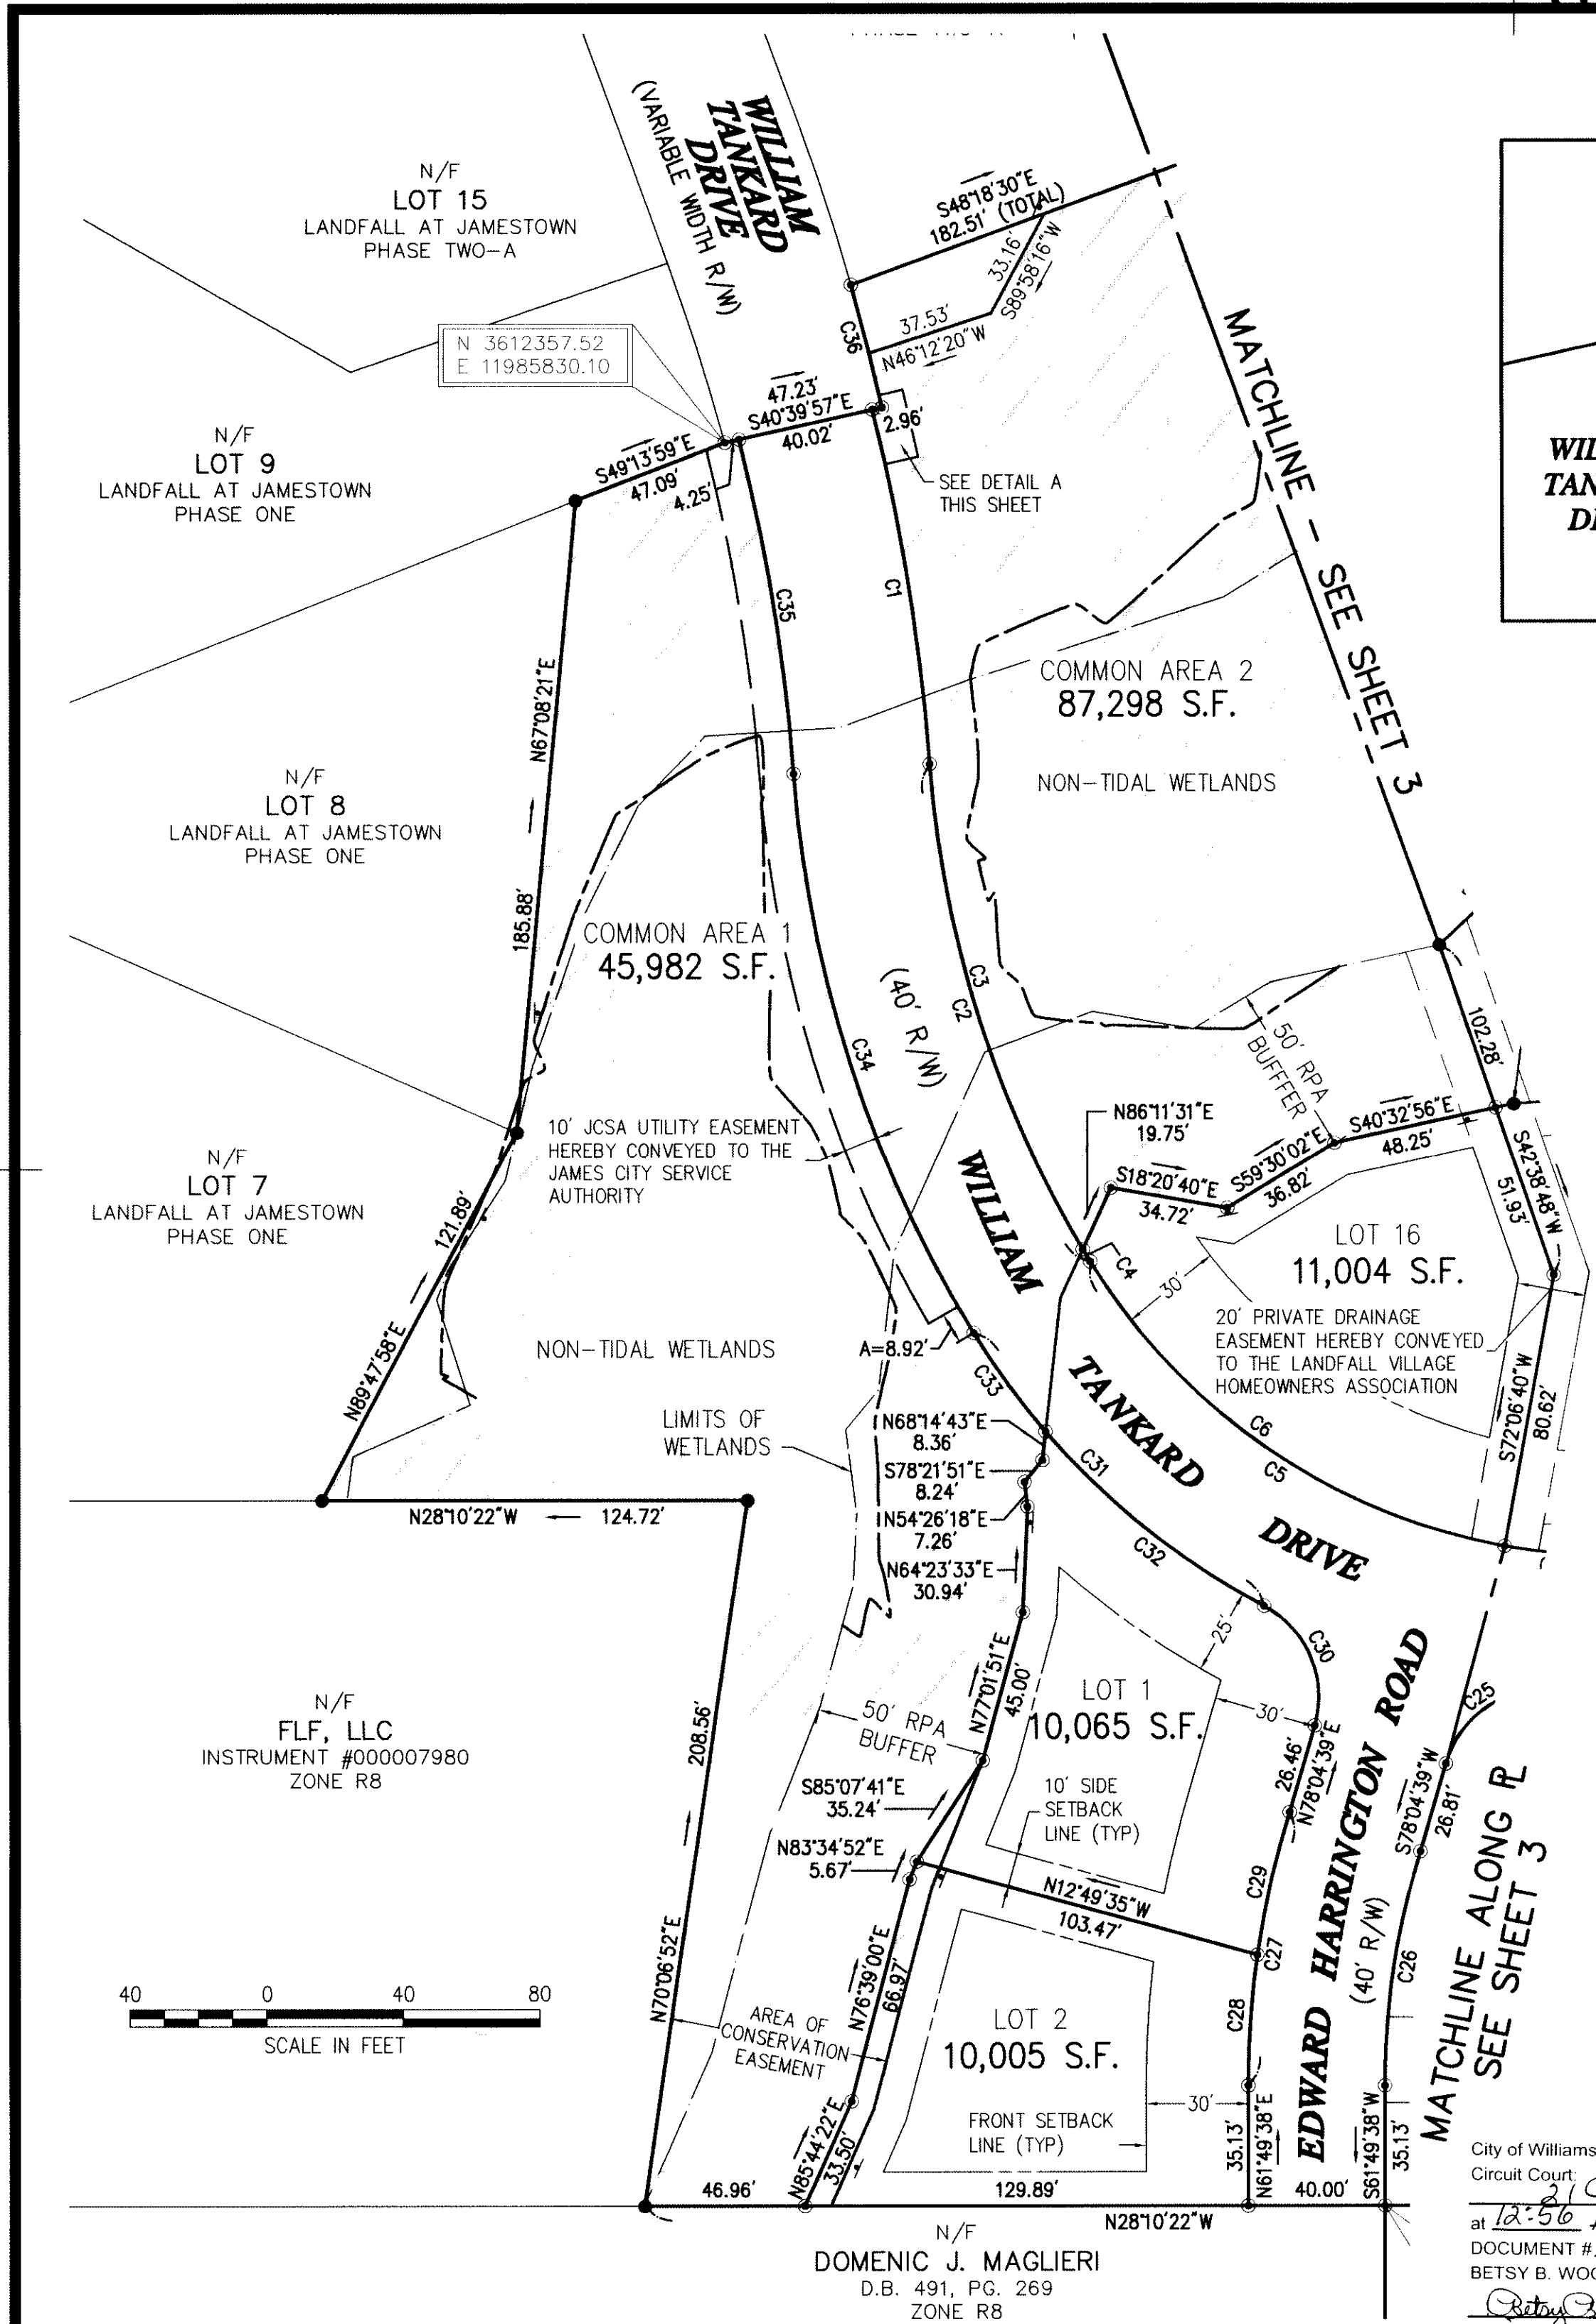 WILLIAM
TANKARD
DRIVE
(VARIABLE WIDTH R/W)
N/F
LOT 15
LANDFALL AT JAMESTOWN
PHASE TWO-A
S48°18'30"E
182.51' (TOTAL)
33.16'
S89°58'16"W
37.53'
N46°12'20"W
C36
N 3612357.52
E 11985830.10
47.23'
S40°39'57"E
40.02'
2.96'
SEE DETAIL A
THIS SHEET
S49°13'59"E
47.09'
4.25'
N/F
LOT 9
LANDFALL AT JAMESTOWN
PHASE ONE
MATCHLINE - SEE SHEET 3
C35
C1
N67°08'21"E
185.88'
COMMON AREA 2
87,298 S.F.
NON-TIDAL WETLANDS
N/F
LOT 8
LANDFALL AT JAMESTOWN
PHASE ONE
COMMON AREA 1
45,982 S.F.
(40' R/W)
C3
C2
C34
50' RPA
BUFFFER
102.28'
N86°11'31"E
19.75'
S18°20'40"E
34.72'
S59°30'02"E
36.82'
S40°32'56"E
48.25'
S42°38'48"W
51.93'
10' JCSA UTILITY EASEMENT
HEREBY CONVEYED TO THE
JAMES CITY SERVICE
AUTHORITY
N/F
LOT 7
LANDFALL AT JAMESTOWN
PHASE ONE
121.89'
N89°47'58"E
WILLIAM
TANKARD
DRIVE
C4
30'
LOT 16
11,004 S.F.
20' PRIVATE DRAINAGE
EASEMENT HEREBY CONVEYED
TO THE LANDFALL VILLAGE
HOMEOWNERS ASSOCIATION
S72°06'40"W
80.62'
NON-TIDAL WETLANDS
A=8.92'
C33
C6
C5
LIMITS OF
WETLANDS
N68°14'43"E
8.36'
S78°21'51"E
8.24'
N54°26'18"E
7.26'
N64°23'33"E
30.94'
C31
C32
N28°10'22"W
124.72'
25'
C30
N77°01'51"E
45.00'
LOT 1
10,065 S.F.
30'
50' RPA
BUFFER
N/F
FLF, LLC
INSTRUMENT #000007980
ZONE R8
208.56'
N70°06'52"E
S85°07'41"E
35.24'
N83°34'52"E
5.67'
10' SIDE
SETBACK
LINE (TYP)
26.46'
N78°04'39"E
C25
S78°04'39"W
26.81'
EDWARD HARRINGTON ROAD
(40' R/W)
MATCHLINE ALONG PL
SEE SHEET 3
N12°49'35"W
103.47'
C29
C27
C28
C26
N76°39'00"E
66.97'
AREA OF
CONSERVATION
EASEMENT
LOT 2
10,005 S.F.
40
0
40
80
SCALE IN FEET
N85°44'22"E
33.50'
FRONT SETBACK
LINE (TYP)
30'
35.13'
N61°49'38"E
S61°49'38"W
35.13'
46.96'
129.89'
40.00'
N28°10'22"W
N/F
DOMENIC J. MAGLIERI
D.B. 491, PG. 269
ZONE R8
City of Williams
Circuit Court:
21
at 12:56
DOCUMENT #
BETSY B. WOO
Betsy B
WIL
TAN
DI